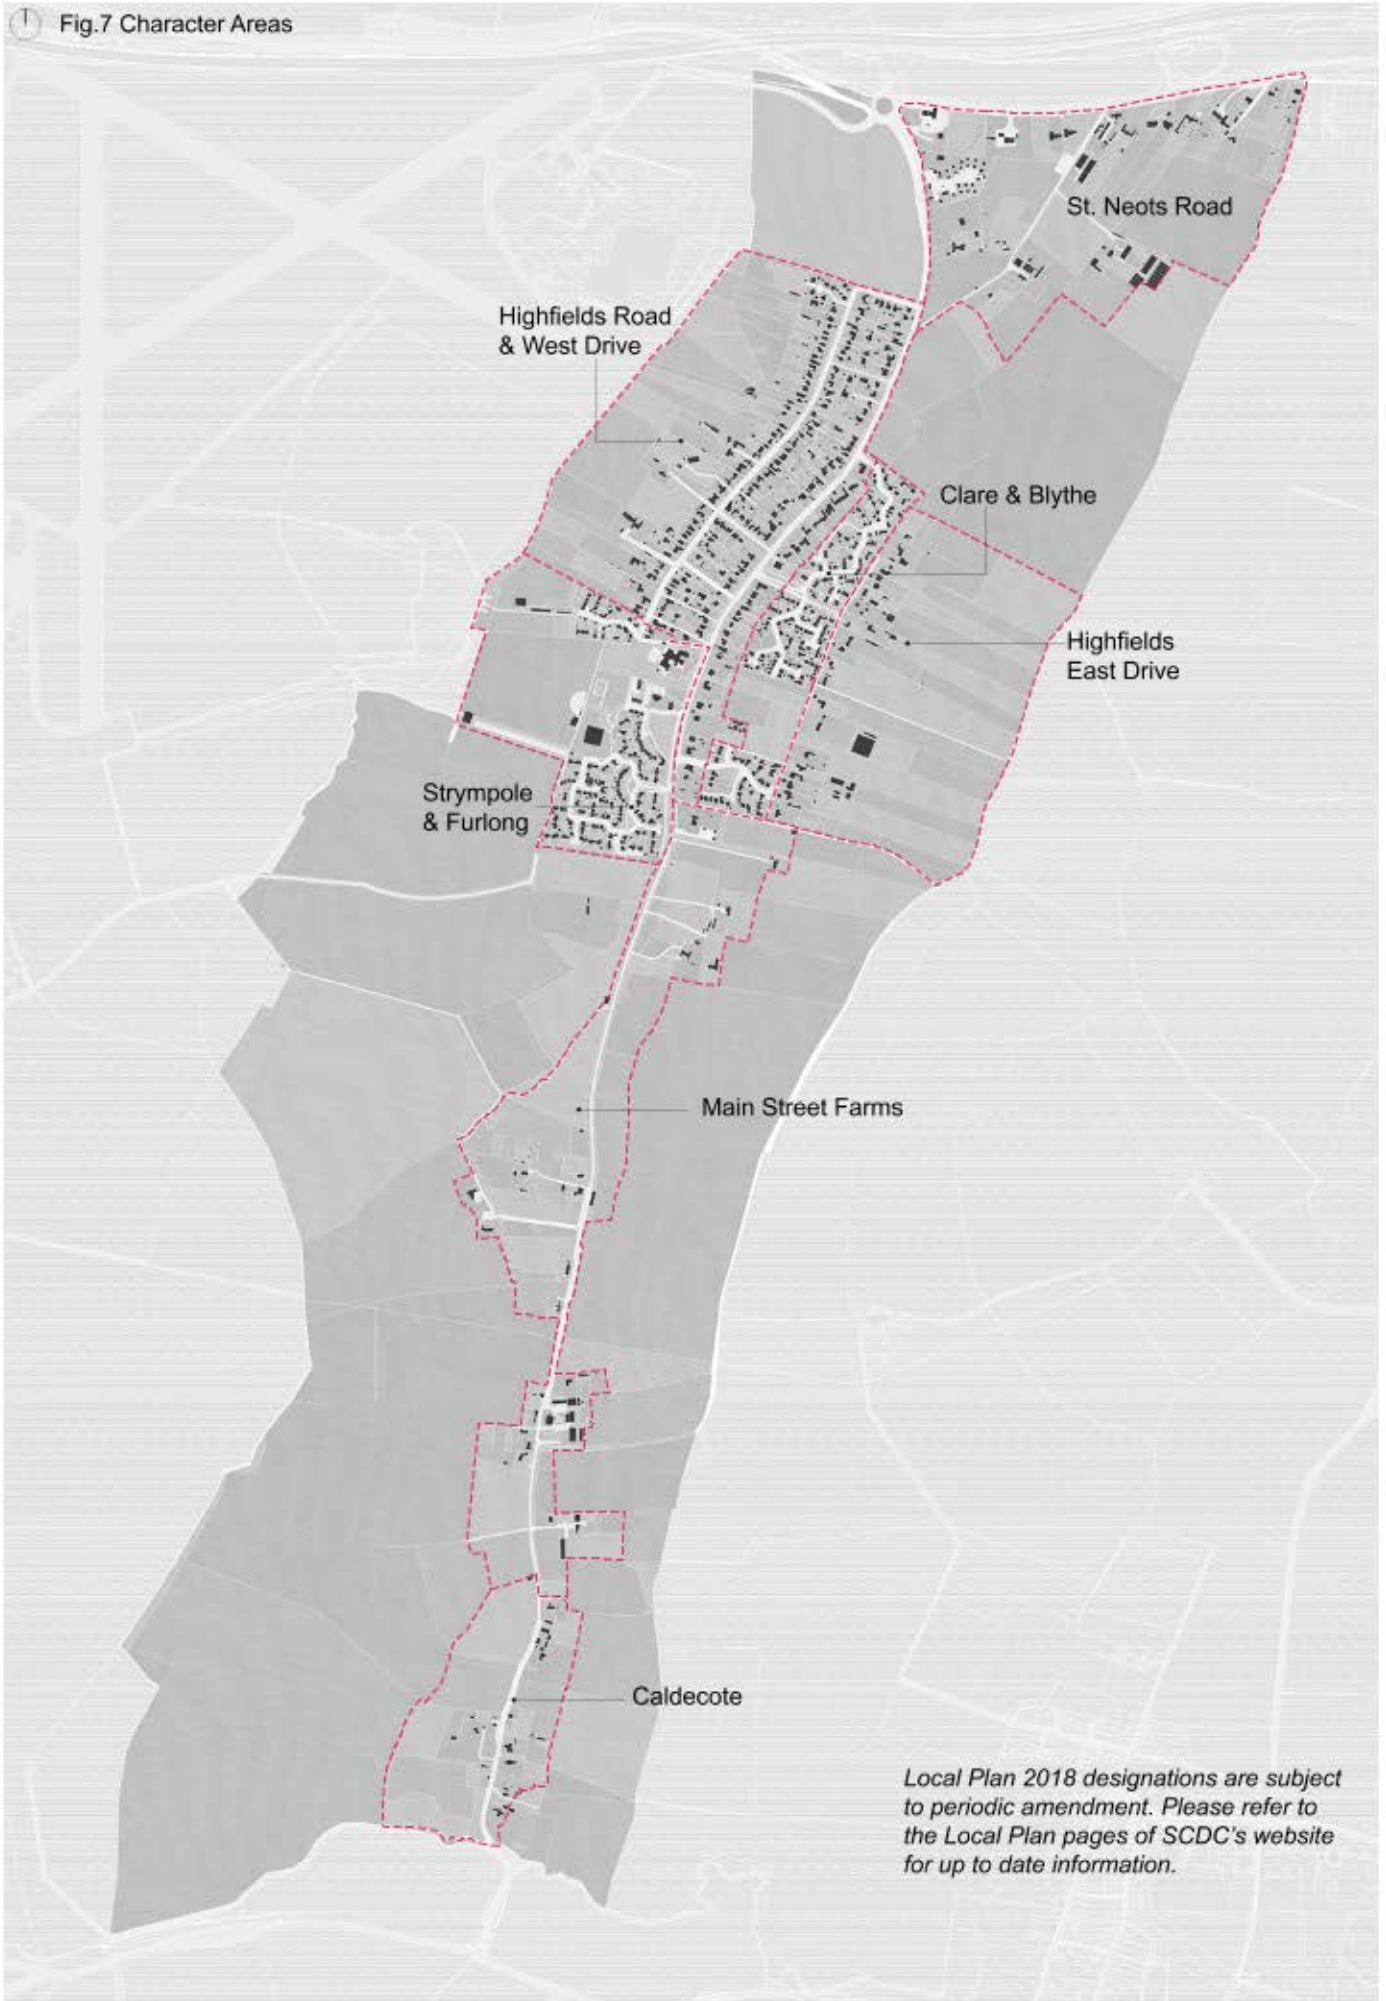 Fig.7 Character Areas
St. Neots Road
Highfields Road
& West Drive
Clare & Blythe
Highfields
East Drive
Strympole
& Furlong
Main Street Farms
Caldecote
Local Plan 2018 designations are subject
to periodic amendment. Please refer to
the Local Plan pages of SCDC's website
for up to date information.